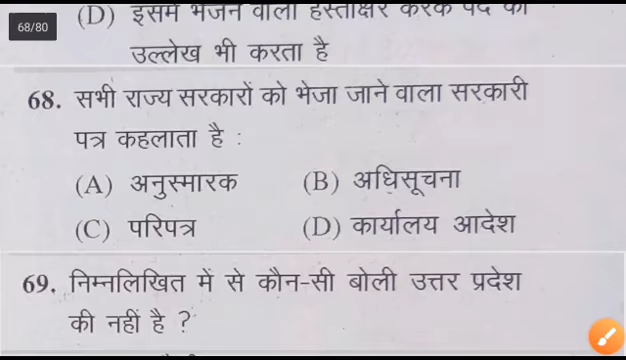 68/80
(D) इसमें भेजने वाला हस्ताक्षर करके पद का
उल्लेख भी करता है
68. सभी राज्य सरकारों को भेजा जाने वाला सरकारी
पत्र कहलाता है :
(A) अनुस्मारक (B) अधिसूचना
(C) परिपत्र (D) कार्यालय आदेश
69. निम्नलिखित में से कौन-सी बोली उत्तर प्रदेश
की नहीं है ?